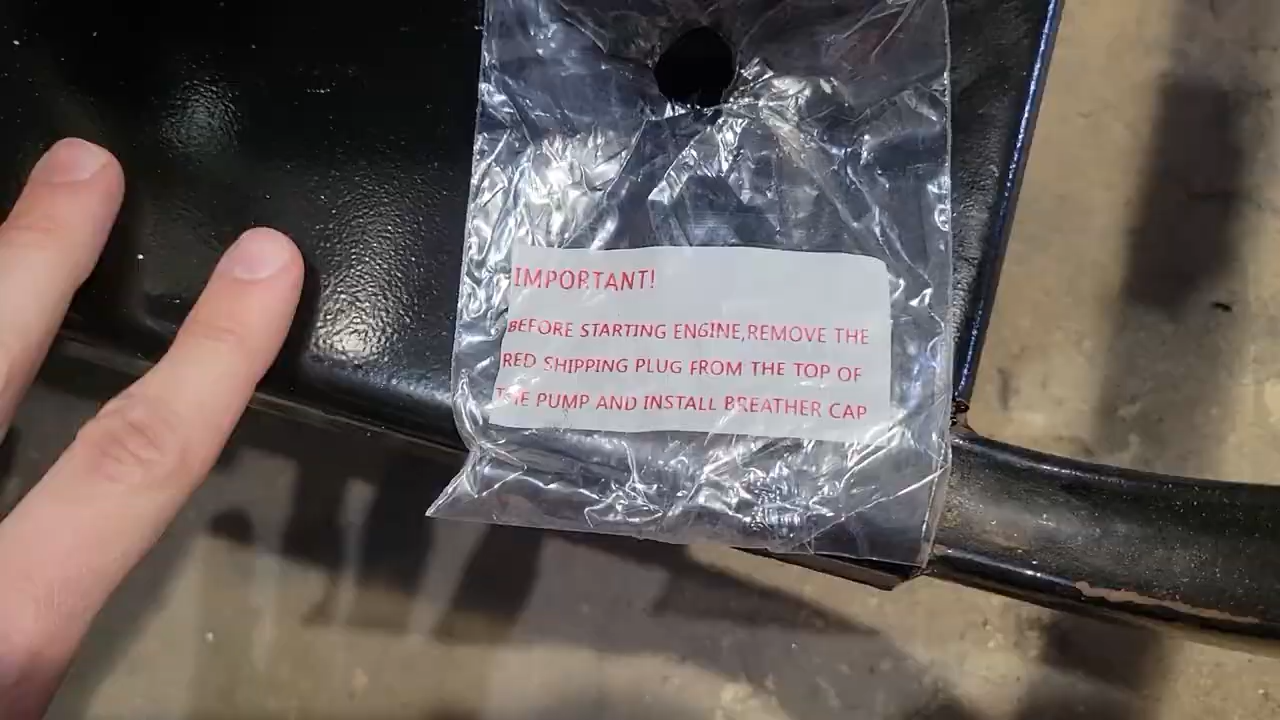 IMPORTANT!
BEFORE STARTING ENGINE,REMOVE THE
RED SHIPPING PLUG FROM THE TOP OF
THE PUMP AND INSTALL BREATHER CAP